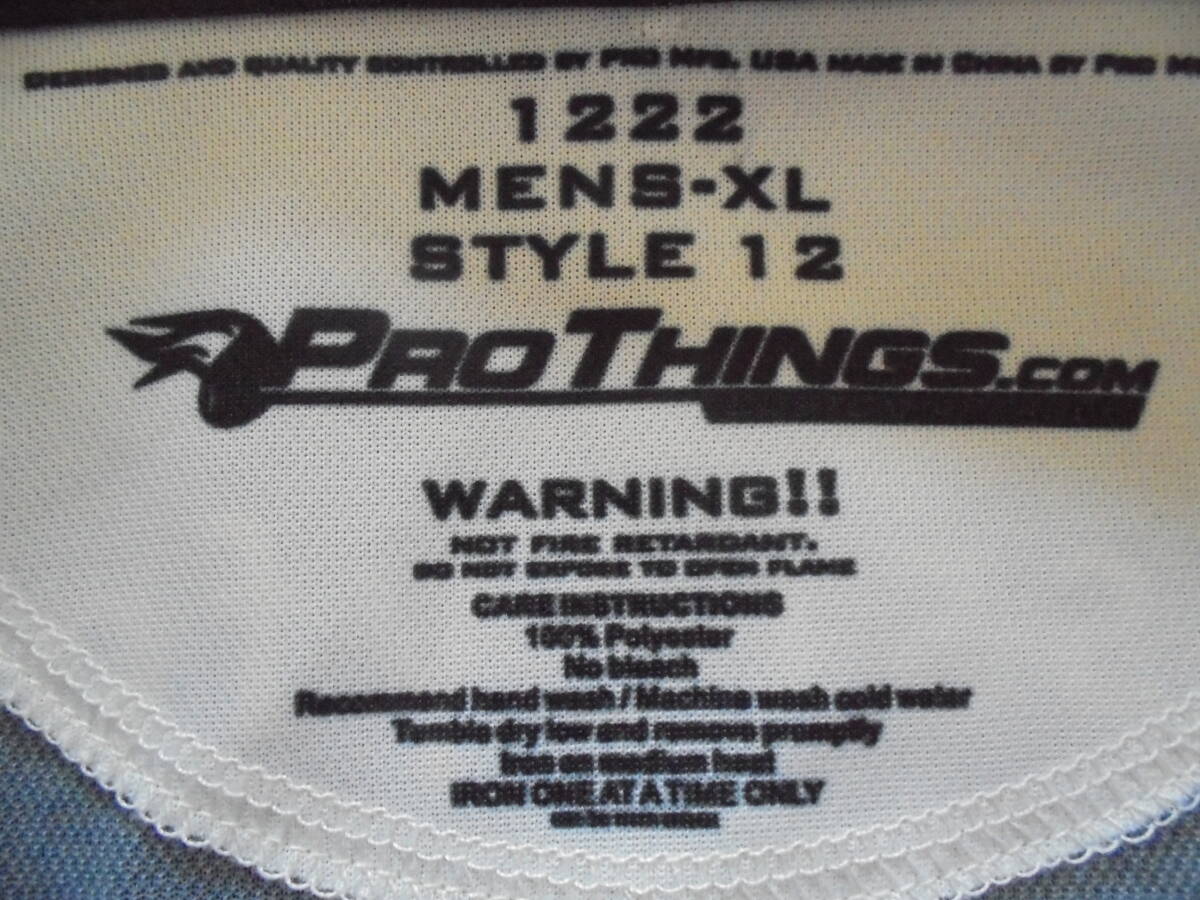 DESIGNED AND QUALITY CONTROLLED BY PRO MFG. USA MADE IN CHINA BY PRO
1222
MENS-XL
STYLE 12
PROTHINGS.COM
WARNING!!
NOT FIRE RETARDANT.
DO NOT EXPOSE TO OPEN FLAME
CARE INSTRUCTIONS
100% Polyester
No bleach
Recommend hand wash / Machine wash cold water
Tumble dry low and remove promptly
Iron on medium heat
IRON ONE AT A TIME ONLY